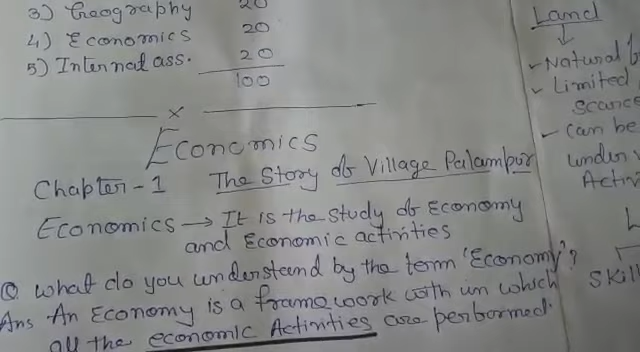 3) Geography 20
4) Economics 20
5) Internal ass. 20
100
x
Economics
Chapter-1 The Story of Village Palampur
Economics → It is the study of Economy
and Economic activities
Q What do you understand by the term 'Economy'?
Ans An Economy is a frame work with in which
all the economic Activities are performed.
Land
↓
✓ Natural
✓ Limited
scarce
✓ Can be
under
Activ
L
Skill